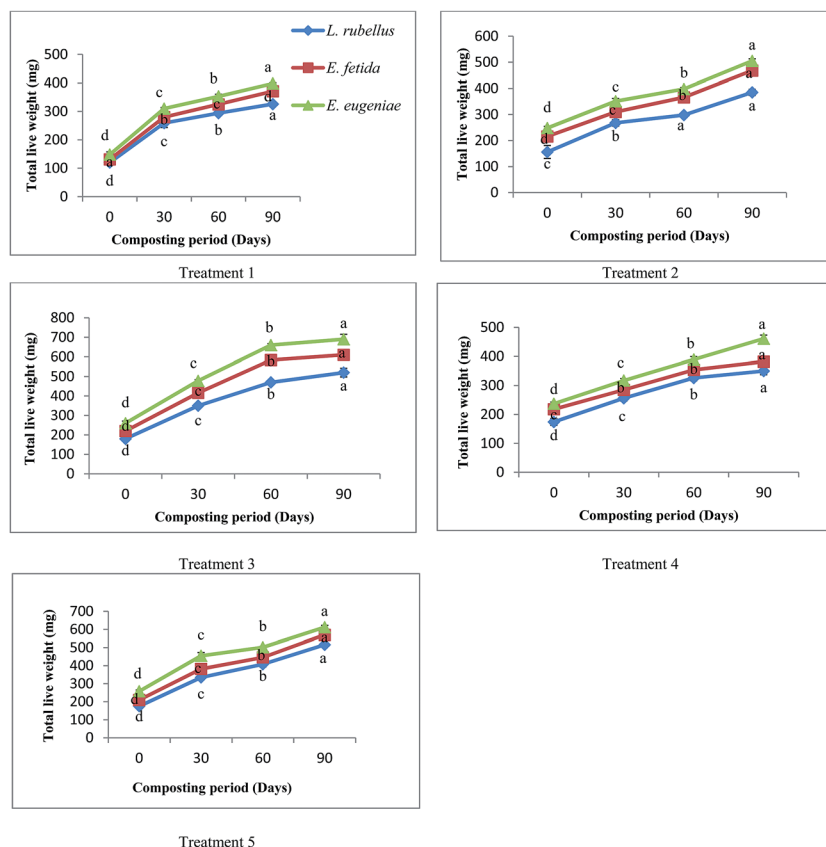 500
400
300
200
100
0
Total live weight (mg)
d
a
d
c
b
c
b
c
b
a
d
a
0 30 60 90
Composting period (Days)
L. rubellus
E. fetida
E. eugeniae
Treatment 1
600
500
400
300
200
100
0
Total live weight (mg)
d
d
c
c
c
b
b
b
a
a
a
a
0 30 60 90
Composting period (Days)
Treatment 2
800
700
600
500
400
300
200
100
0
Total live weight (mg)
d
d
d
c
c
c
b
b
b
a
a
a
0 30 60 90
Composting period (Days)
Treatment 3
500
400
300
200
100
0
Total live weight (mg)
d
c
d
c
b
c
b
b
b
a
a
a
0 30 60 90
Composting period (Days)
Treatment 4
700
600
500
400
300
200
100
0
Total live weight (mg)
d
d
d
c
c
c
b
b
b
a
a
a
0 30 60 90
Composting period (Days)
Treatment 5